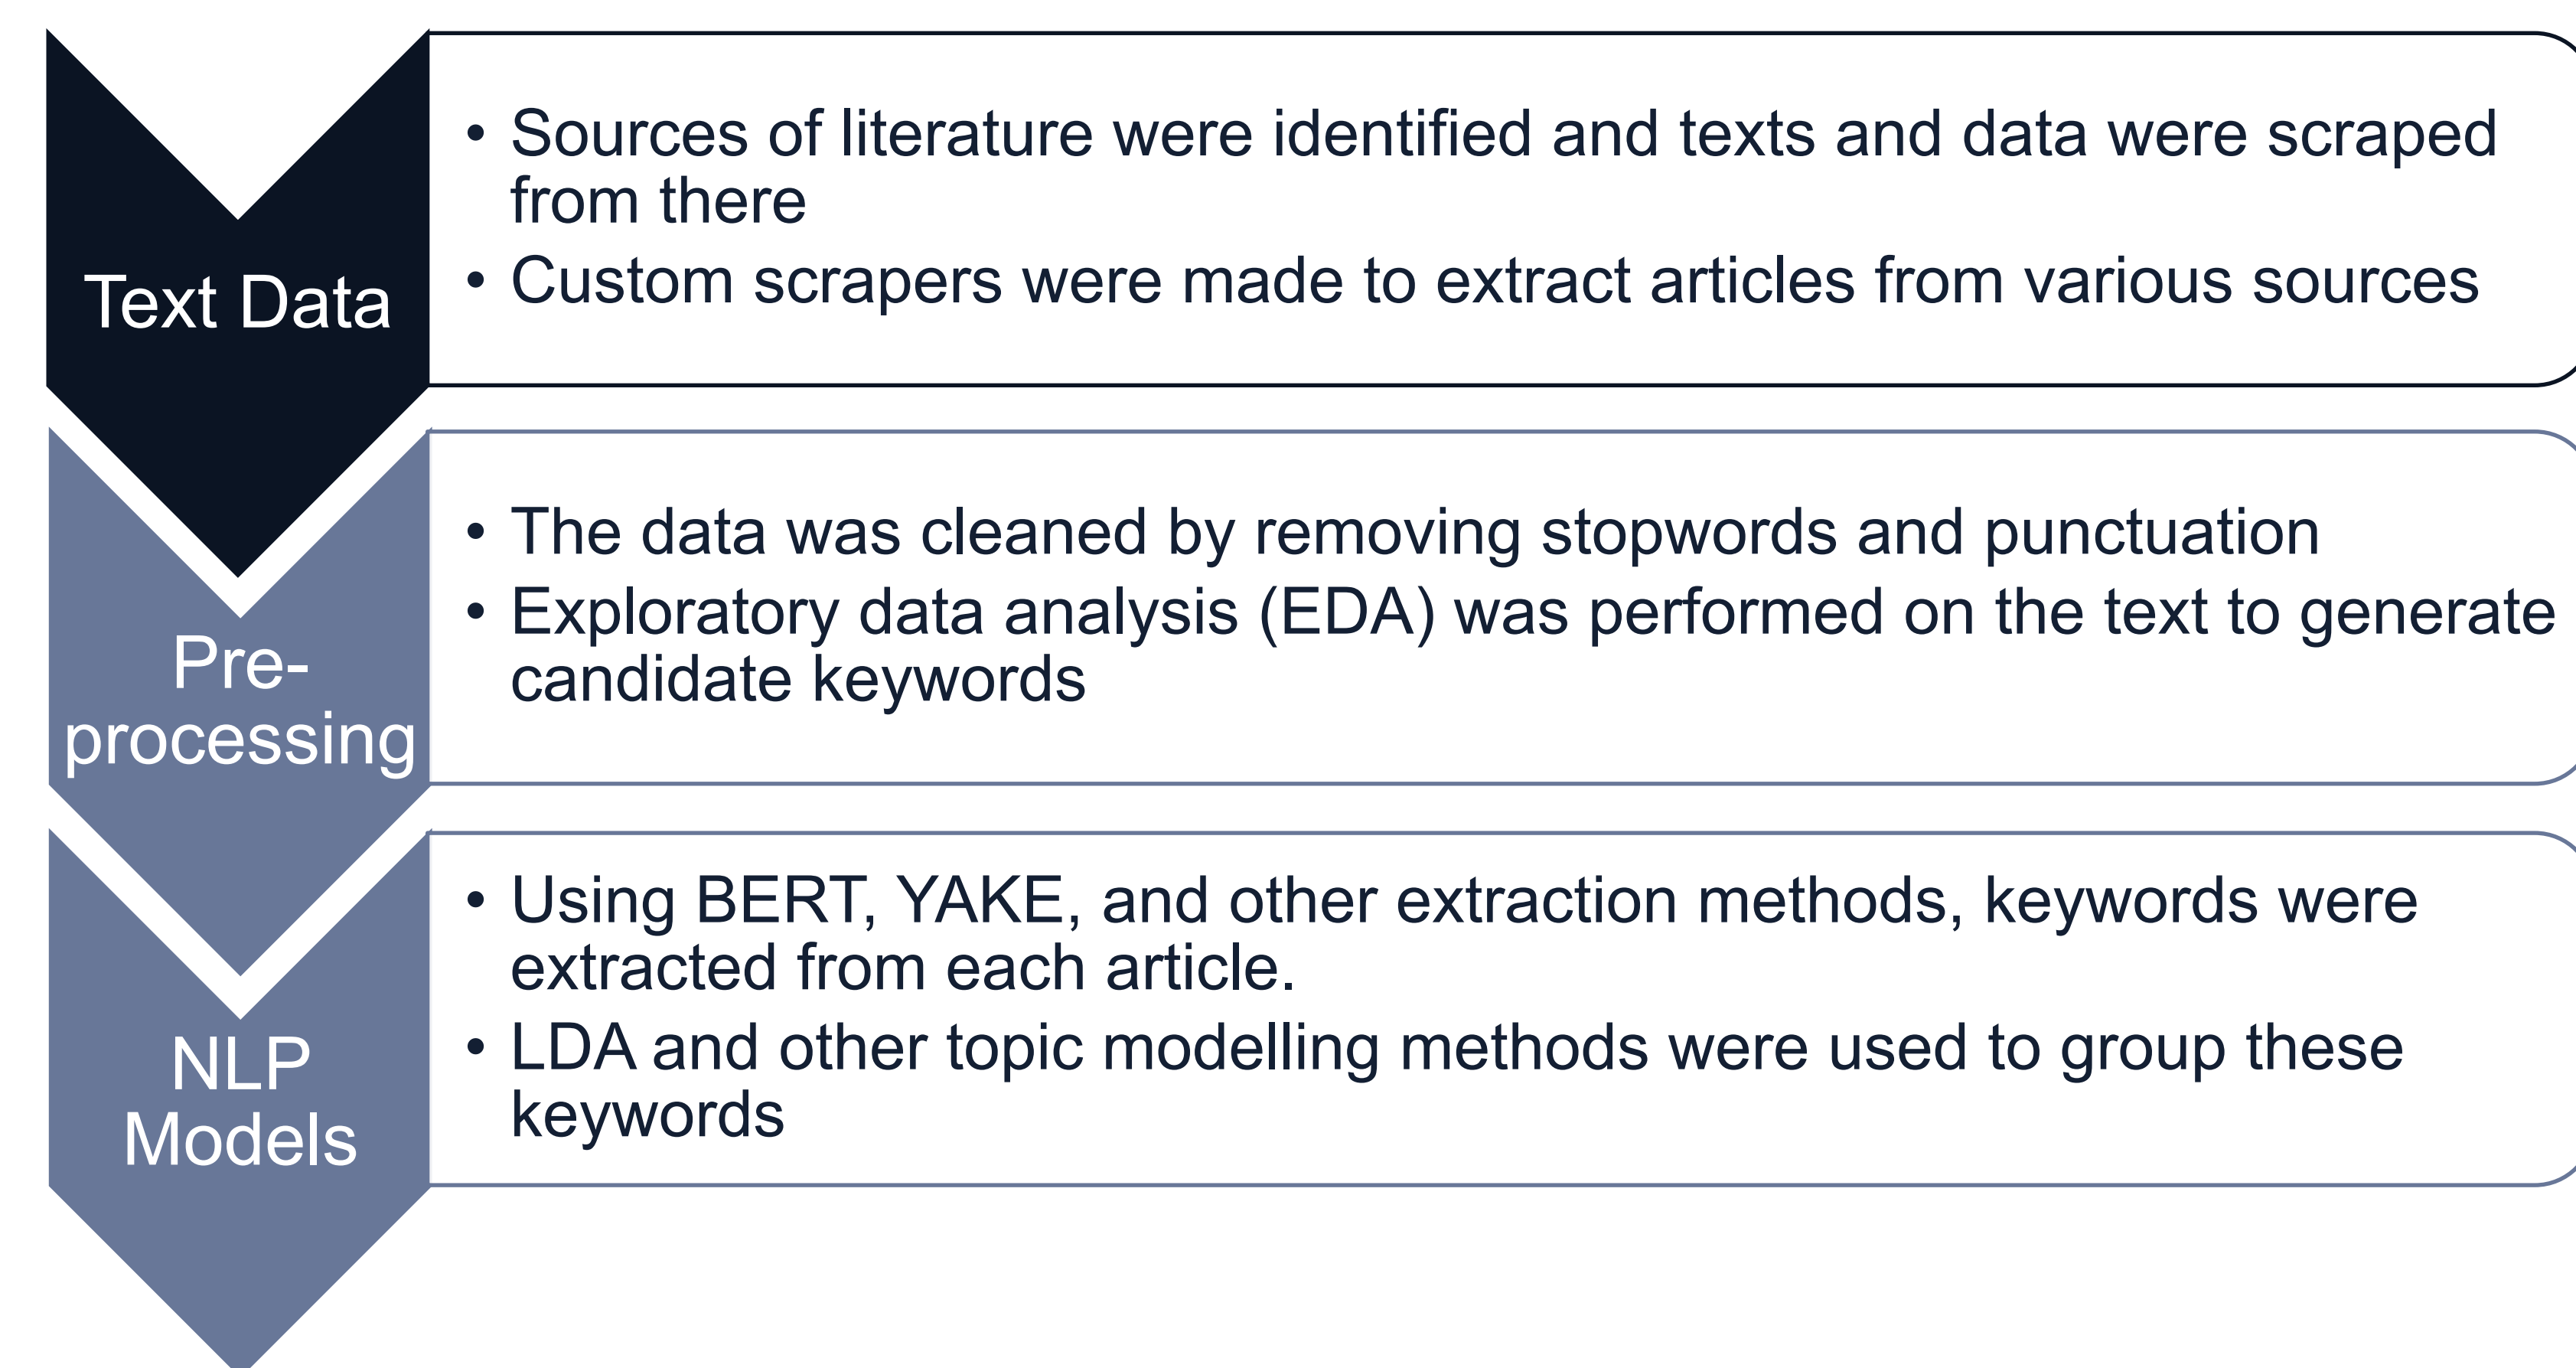 Text Data
• Sources of literature were identified and texts and data were scraped
from there
• Custom scrapers were made to extract articles from various sources
Pre-
processing
• The data was cleaned by removing stopwords and punctuation
• Exploratory data analysis (EDA) was performed on the text to generate
candidate keywords
NLP
Models
• Using BERT, YAKE, and other extraction methods, keywords were
extracted from each article.
• LDA and other topic modelling methods were used to group these
keywords